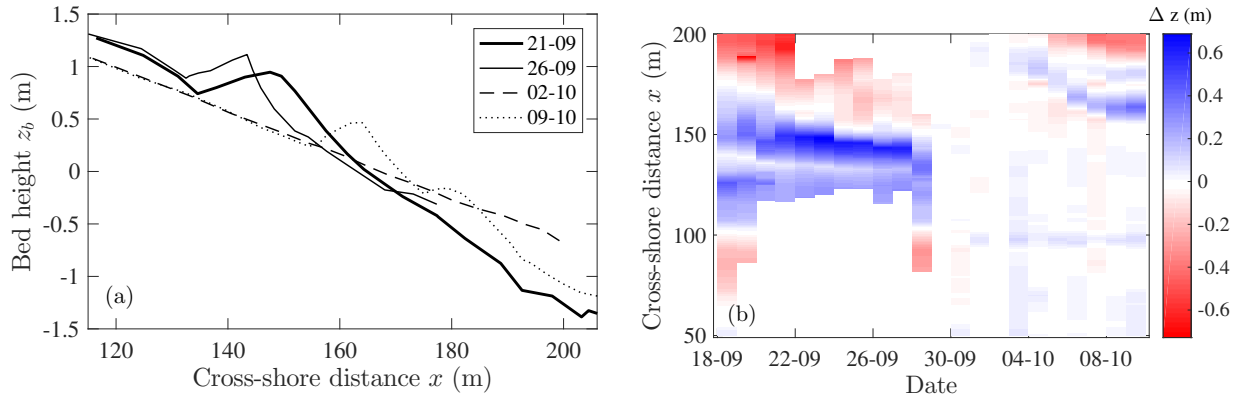 1.5
1
0.5
0
-0.5
-1
-1.5
Bed height z_b (m)
120 140 160 180 200
Cross-shore distance x (m)
(a)
21-09
26-09
02-10
09-10
200
150
100
50
Cross-shore distance x (m)
18-09 22-09 26-09 30-09 04-10 08-10
Date
(b)
Δ z (m)
0.6
0.4
0.2
0
-0.2
-0.4
-0.6